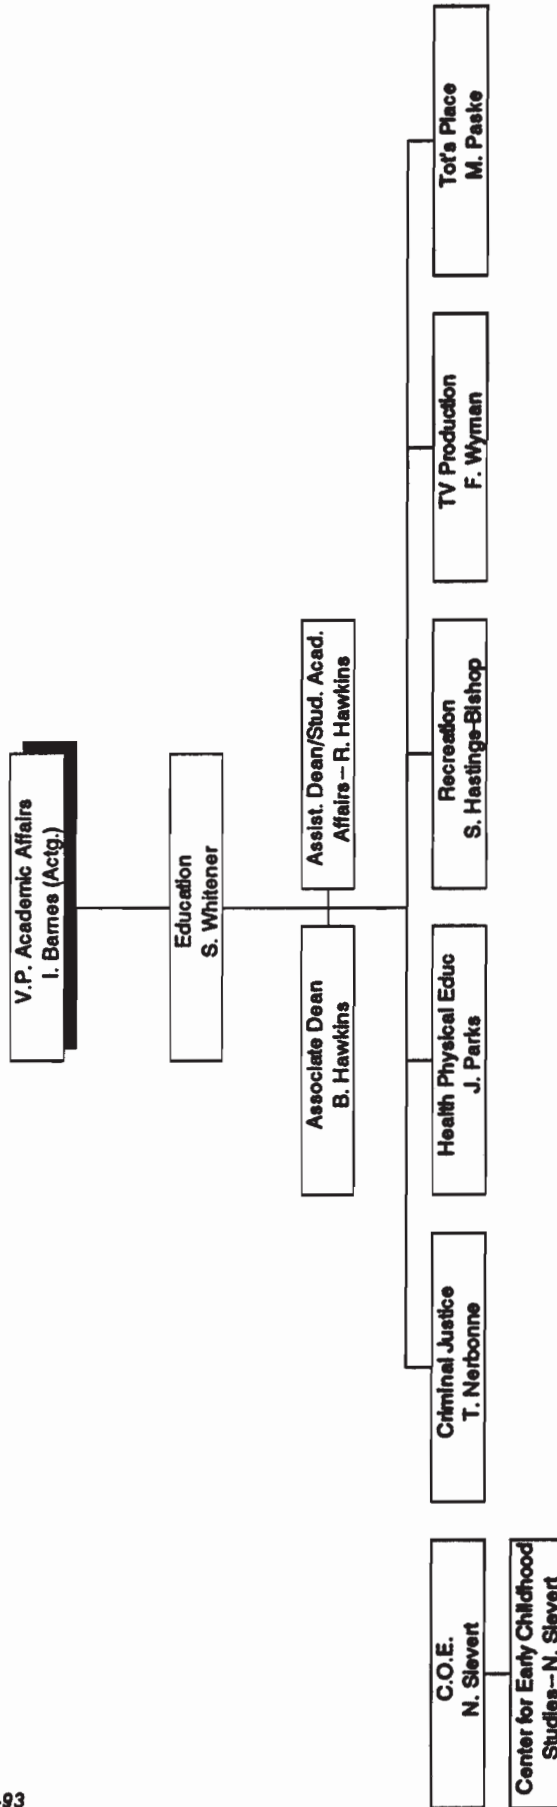 V.P. Academic Affairs
I. Barnes (Actg.)
Education
S. Whitener
Associate Dean
B. Hawkins
Assist. Dean/Stud. Acad.
Affairs – R. Hawkins
C.O.E.
N. Sievert
Center for Early Childhood
Studies – N. Sievert
Criminal Justice
T. Nerbonne
Health Physical Educ
J. Parks
Recreation
S. Hastings-Bishop
TV Production
F. Wyman
Tot's Place
M. Paske
-93